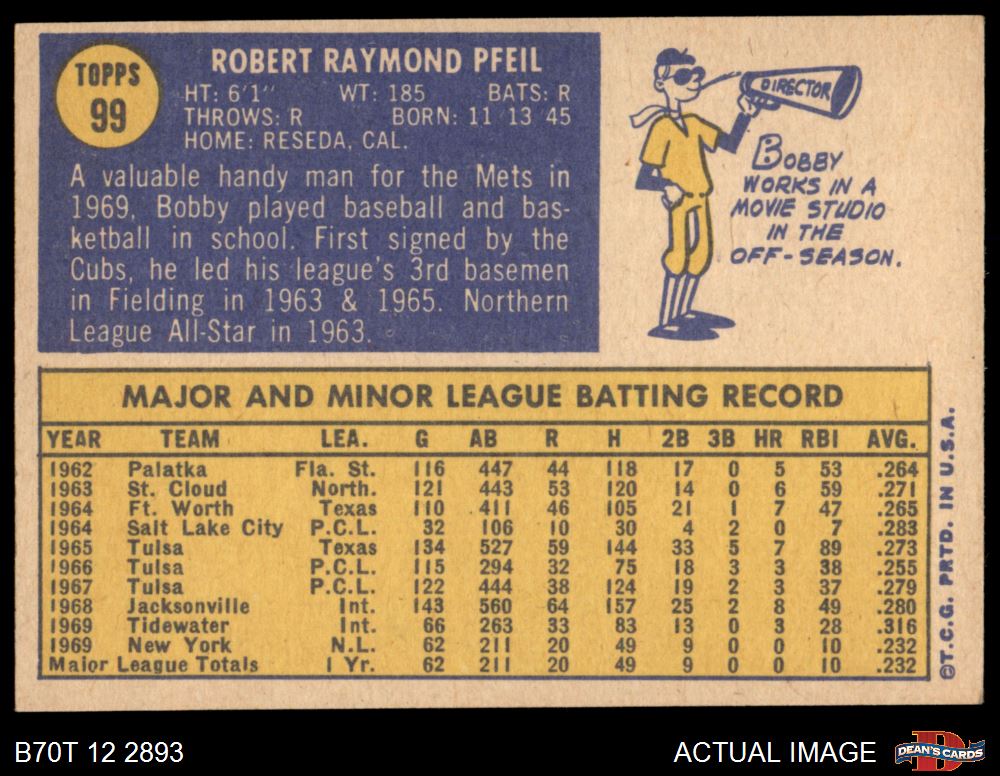 TOPPS
99
ROBERT RAYMOND PFEIL
HT: 6'1" WT: 185 BATS: R
THROWS: R BORN: 11 13 45
HOME: RESEDA, CAL.
A valuable handy man for the Mets in
1969, Bobby played baseball and bas-
ketball in school. First signed by the
Cubs, he led his league's 3rd basemen
in Fielding in 1963 & 1965. Northern
League All-Star in 1963.
DIRECTOR
BOBBY
WORKS IN A
MOVIE STUDIO
IN THE
OFF-SEASON.
MAJOR AND MINOR LEAGUE BATTING RECORD
YEAR TEAM LEA. G AB R H 2B 3B HR RBI AVG.
1962 Palatka Fla. St. 116 447 44 118 17 0 5 53 .264
1963 St. Cloud North. 121 443 53 120 14 0 6 59 .271
1964 Ft. Worth Texas 110 411 46 105 21 1 7 47 .265
1964 Salt Lake City P.C.L. 32 106 10 30 4 2 0 7 .283
1965 Tulsa Texas 134 527 59 144 33 5 7 89 .273
1966 Tulsa P.C.L. 115 294 32 75 18 3 3 38 .255
1967 Tulsa P.C.L. 122 444 38 124 19 2 3 37 .279
1968 Jacksonville Int. 143 560 64 157 25 2 8 49 .280
1969 Tidewater Int. 66 263 33 83 13 0 3 28 .316
1969 New York N.L. 62 211 20 49 9 0 0 10 .232
Major League Totals 1 Yr. 62 211 20 49 9 0 0 10 .232
©T.C.G. PRTD. IN U.S.A.
B70T 12 2893
ACTUAL IMAGE
DEAN'S CARDS